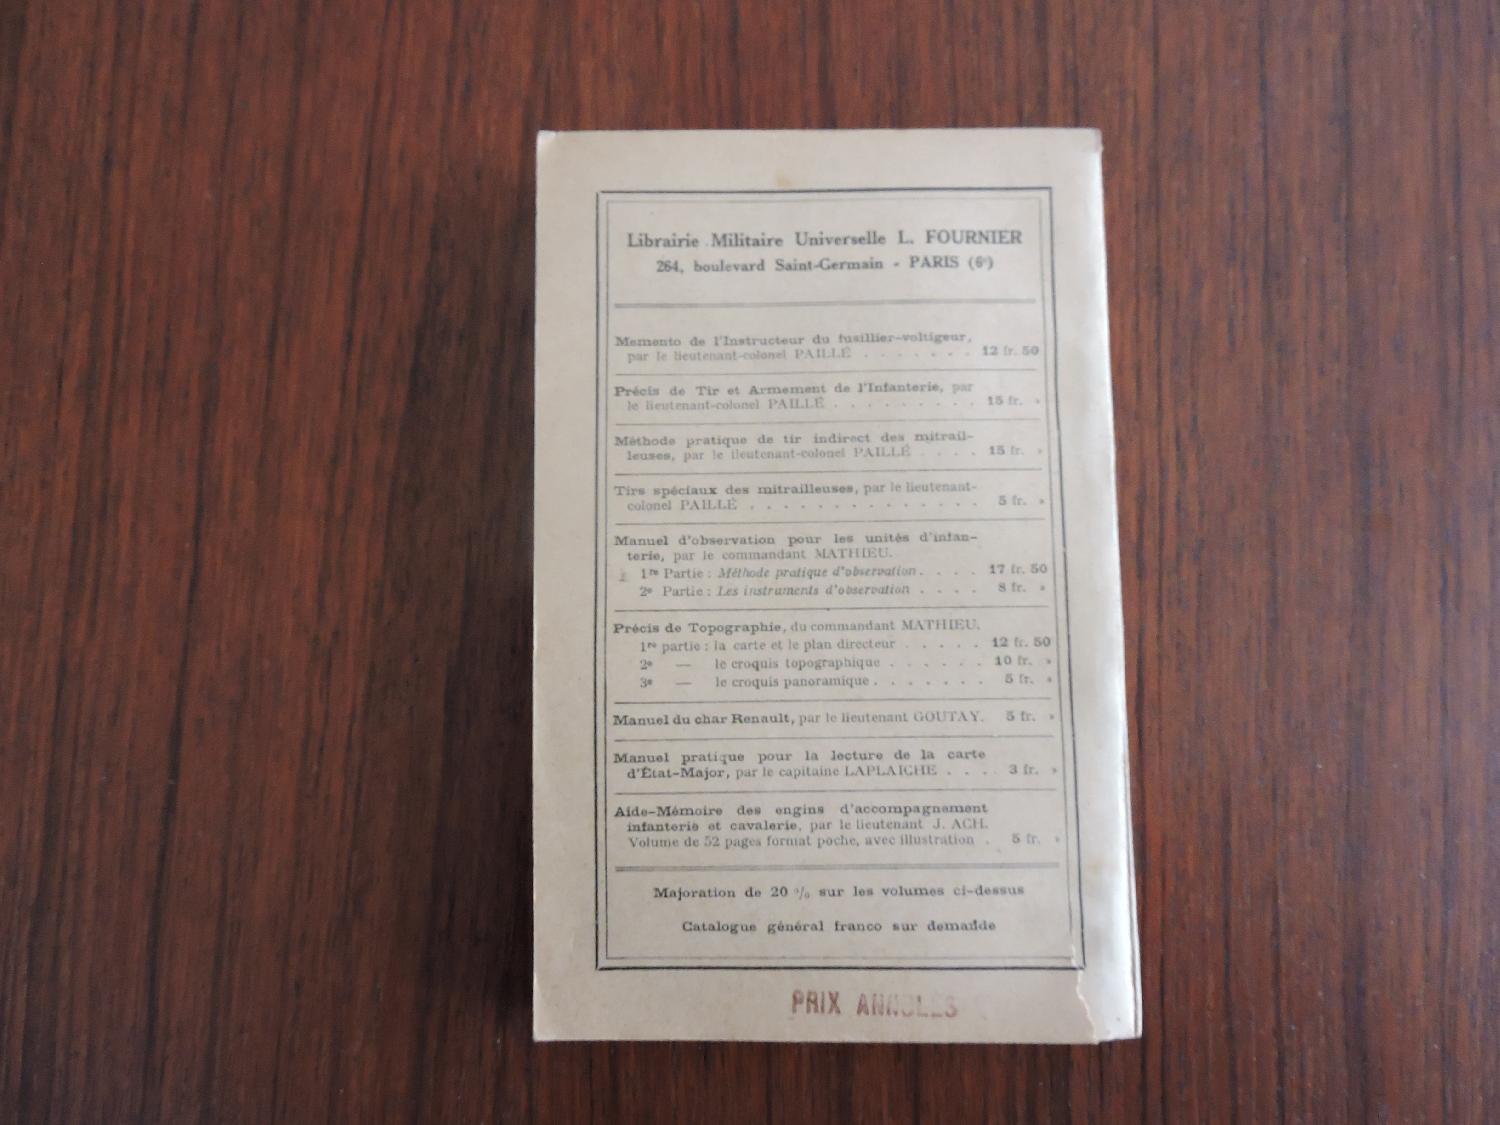 Librairie Militaire Universelle L. FOURNIER
264, boulevard Saint-Germain - PARIS (6e)
Memento de l'Instructeur du fusillier-voltigeur,
par le lieutenant-colonel PAILLÉ . . . . . . . 12 fr. 50
Précis de Tir et Armement de l'Infanterie, par
le lieutenant-colonel PAILLÉ . . . . . . . . . 15 fr. »
Méthode pratique de tir indirect des mitrail-
leuses, par le lieutenant-colonel PAILLÉ . . . . 15 fr. »
Tirs spéciaux des mitrailleuses, par le lieutenant-
colonel PAILLÉ . . . . . . . . . . . . . 5 fr. »
Manuel d'observation pour les unités d'infan-
terie, par le commandant MATHIEU.
1re Partie : Méthode pratique d'observation . . . . 17 fr. 50
2e Partie : Les instruments d'observation . . . . 8 fr. »
Précis de Topographie, du commandant MATHIEU.
1re partie : la carte et le plan directeur . . . . . 12 fr. 50
2e — le croquis topographique . . . . . . 10 fr. »
3e — le croquis panoramique . . . . . . . 5 fr. »
Manuel du char Renault, par le lieutenant GOUTAY. 5 fr. »
Manuel pratique pour la lecture de la carte
d'État-Major, par le capitaine LAPLAICHE . . . . 3 fr. »
Aide-Mémoire des engins d'accompagnement
infanterie et cavalerie, par le lieutenant J. ACH.
Volume de 52 pages format poche, avec illustration . 5 fr. »
Majoration de 20 % sur les volumes ci-dessus
Catalogue général franco sur demande
PRIX ANNULÉS